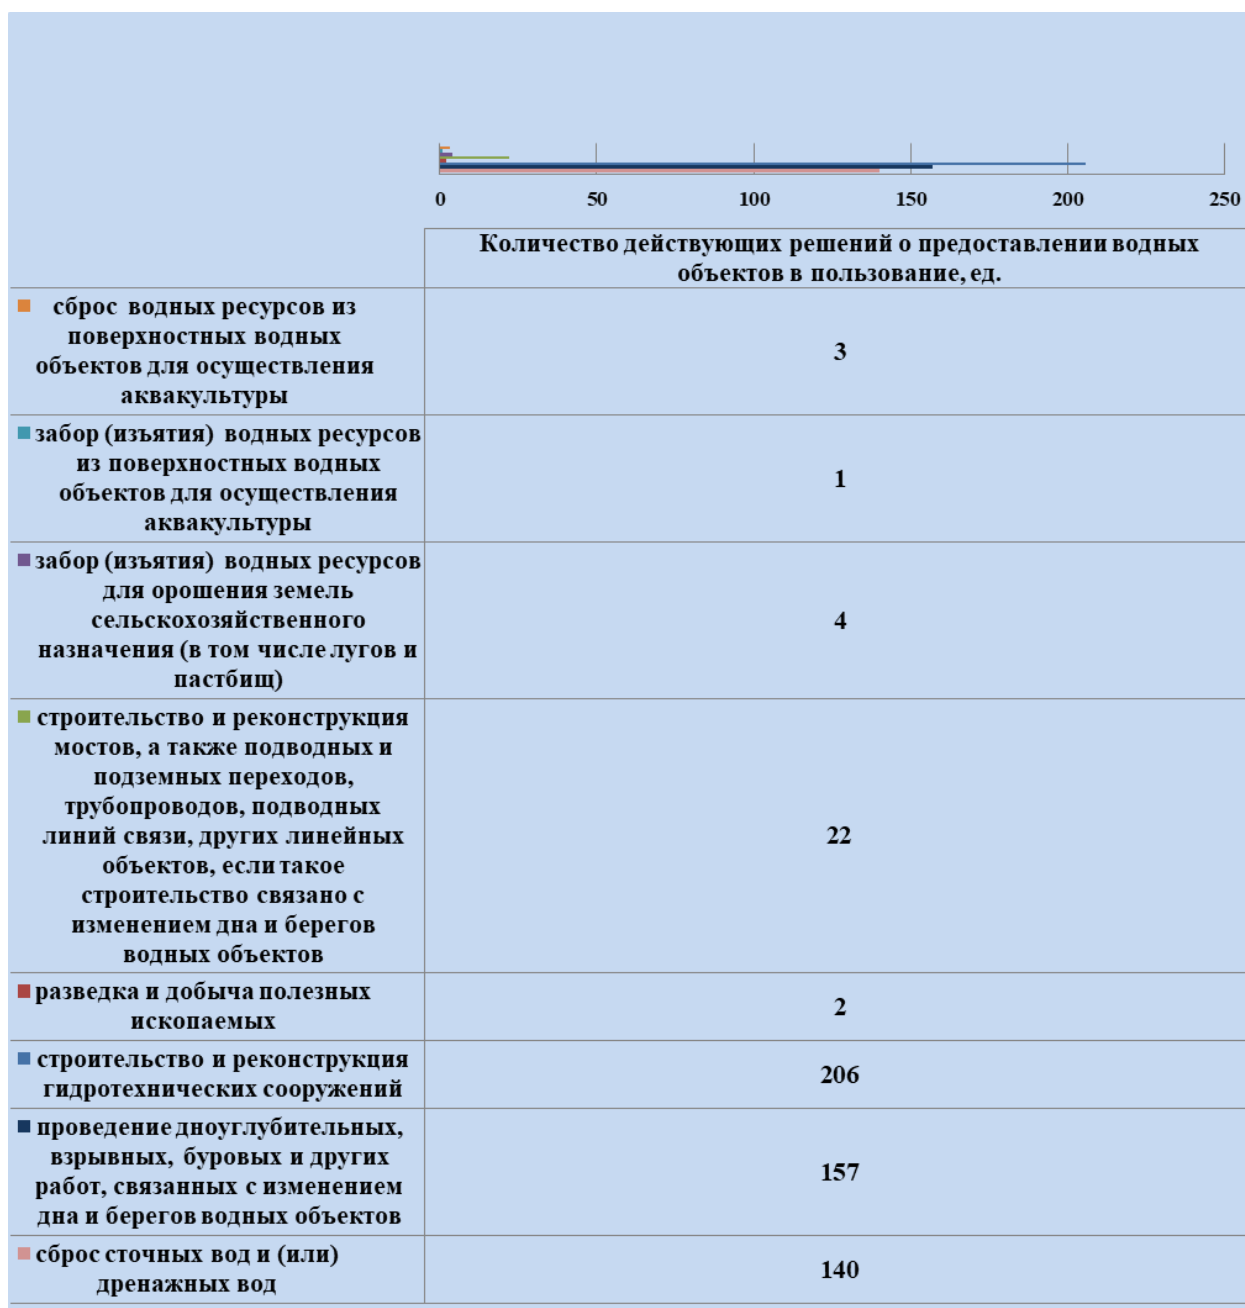 0 50 100 150 200 250
Количество действующих решений о предоставлении водных
объектов в пользование, ед.
сброс водных ресурсов из
поверхностных водных
объектов для осуществления
аквакультуры
3
забор (изъятия) водных ресурсов
из поверхностных водных
объектов для осуществления
аквакультуры
1
забор (изъятия) водных ресурсов
для орошения земель
сельскохозяйственного
назначения (в том числе лугов и
пастбищ)
4
строительство и реконструкция
мостов, а также подводных и
подземных переходов,
трубопроводов, подводных
линий связи, других линейных
объектов, если такое
строительство связано с
изменением дна и берегов
водных объектов
22
разведка и добыча полезных
ископаемых
2
строительство и реконструкция
гидротехнических сооружений
206
проведение дноуглубительных,
взрывных, буровых и других
работ, связанных с изменением
дна и берегов водных объектов
157
сброс сточных вод и (или)
дренажных вод
140